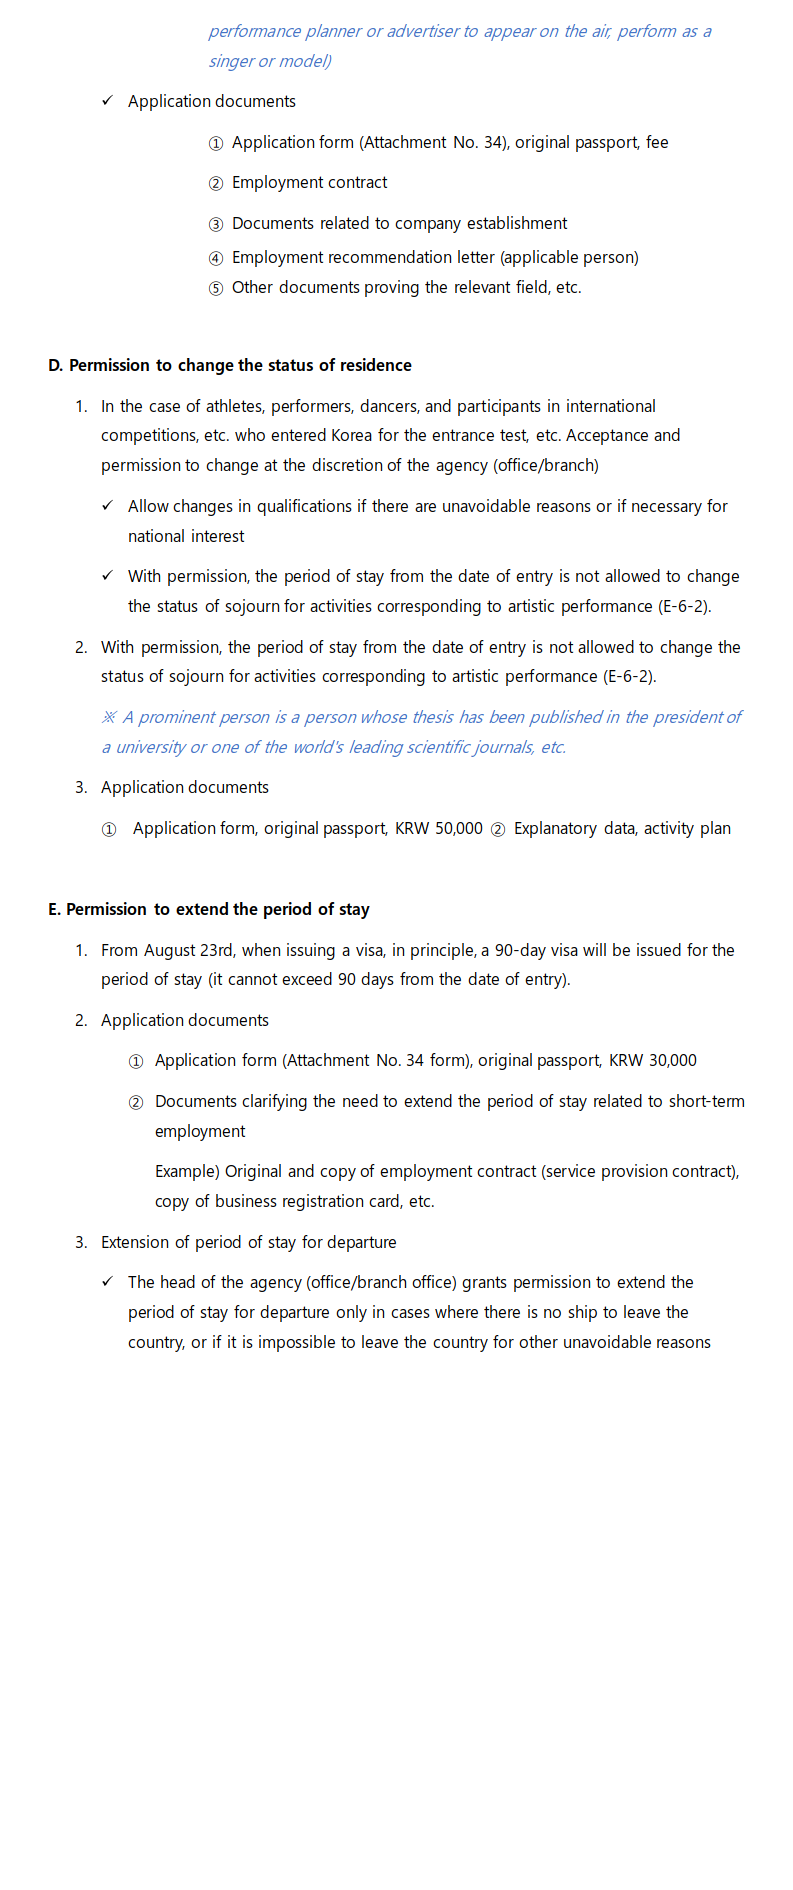 performance planner or advertiser to appear on the air, perform as a
singer or model)
✓ Application documents
① Application form (Attachment No. 34), original passport, fee
② Employment contract
③ Documents related to company establishment
④ Employment recommendation letter (applicable person)
⑤ Other documents proving the relevant field, etc.
D. Permission to change the status of residence
1. In the case of athletes, performers, dancers, and participants in international
competitions, etc. who entered Korea for the entrance test, etc. Acceptance and
permission to change at the discretion of the agency (office/branch)
✓ Allow changes in qualifications if there are unavoidable reasons or if necessary for
national interest
✓ With permission, the period of stay from the date of entry is not allowed to change
the status of sojourn for activities corresponding to artistic performance (E-6-2).
2. With permission, the period of stay from the date of entry is not allowed to change the
status of sojourn for activities corresponding to artistic performance (E-6-2).
※ A prominent person is a person whose thesis has been published in the president of
a university or one of the world's leading scientific journals, etc.
3. Application documents
① Application form, original passport, KRW 50,000 ② Explanatory data, activity plan
E. Permission to extend the period of stay
1. From August 23rd, when issuing a visa, in principle, a 90-day visa will be issued for the
period of stay (it cannot exceed 90 days from the date of entry).
2. Application documents
① Application form (Attachment No. 34 form), original passport, KRW 30,000
② Documents clarifying the need to extend the period of stay related to short-term
employment
Example) Original and copy of employment contract (service provision contract),
copy of business registration card, etc.
3. Extension of period of stay for departure
✓ The head of the agency (office/branch office) grants permission to extend the
period of stay for departure only in cases where there is no ship to leave the
country, or if it is impossible to leave the country for other unavoidable reasons